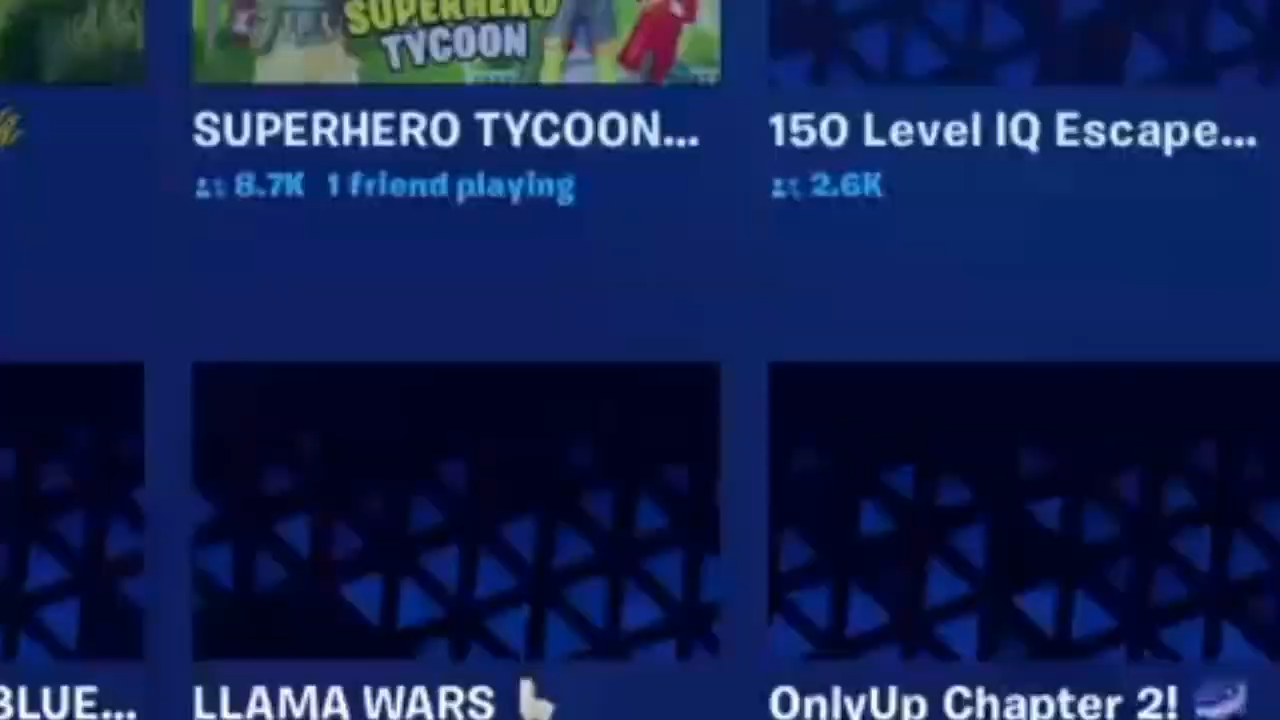 SUPERHERO
TYCOON
SUPERHERO TYCOON...
150 Level IQ Escape...
8.7K 1 friend playing
2.6K
BLUE...
LLAMA WARS
OnlyUp Chapter 2!